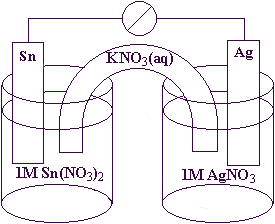 Sn
Ag
KNO₃(aq)
1M Sn(NO₃)₂
1M AgNO₃